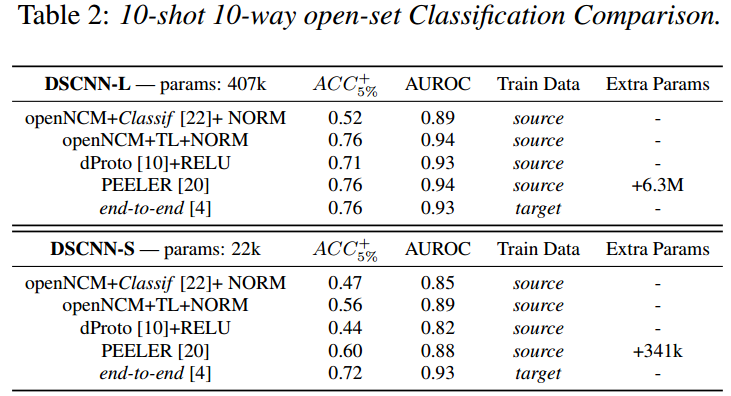 Table 2: 10-shot 10-way open-set Classification Comparison.
DSCNN-L — params: 407k ACC+5% AUROC Train Data Extra Params
openNCM+Classif [22]+ NORM 0.52 0.89 source -
openNCM+TL+NORM 0.76 0.94 source -
dProto [10]+RELU 0.71 0.93 source -
PEELER [20] 0.76 0.94 source +6.3M
end-to-end [4] 0.76 0.93 target -
DSCNN-S — params: 22k ACC+5% AUROC Train Data Extra Params
openNCM+Classif [22]+ NORM 0.47 0.85 source -
openNCM+TL+NORM 0.56 0.89 source -
dProto [10]+RELU 0.44 0.82 source -
PEELER [20] 0.60 0.88 source +341k
end-to-end [4] 0.72 0.93 target -